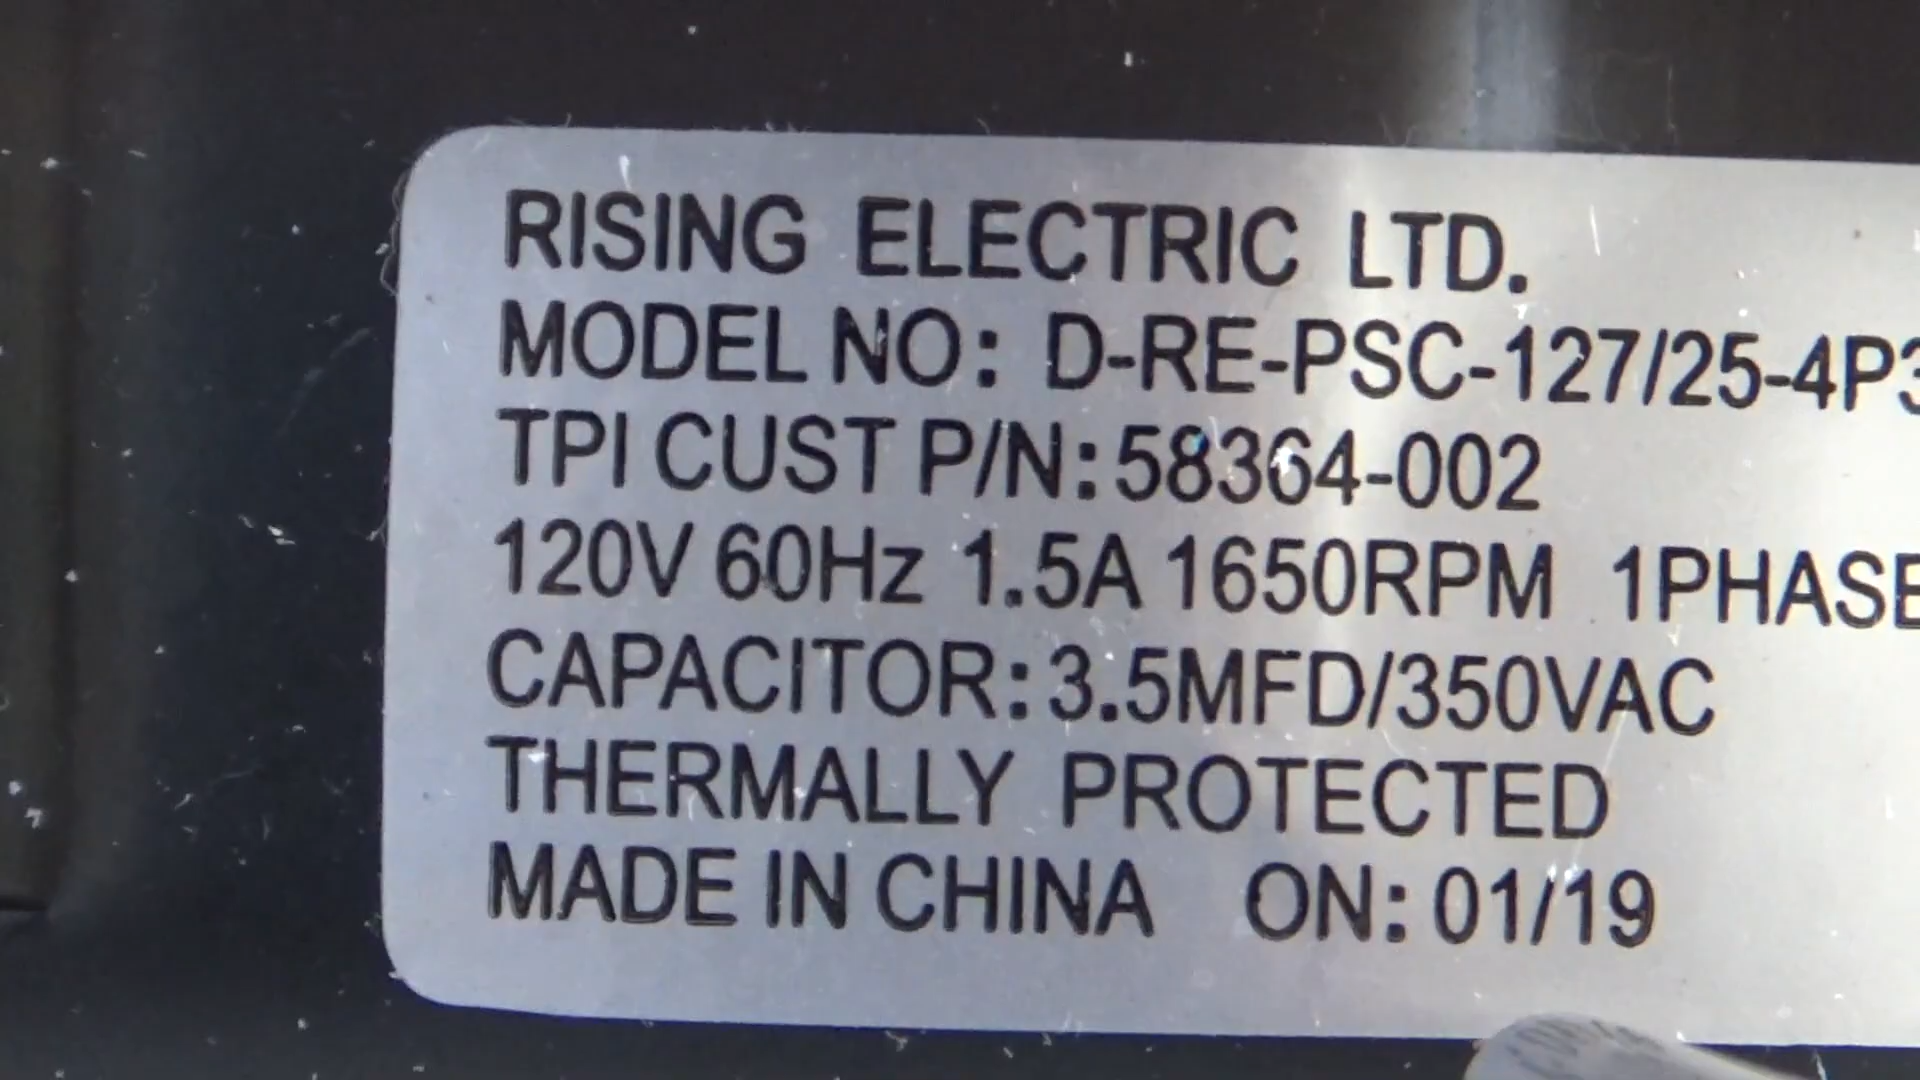 RISING ELECTRIC LTD.
MODEL NO: D-RE-PSC-127/25-4P3
TPI CUST P/N:58364-002
120V 60Hz 1.5A 1650RPM 1PHASE
CAPACITOR:3.5MFD/350VAC
THERMALLY PROTECTED
MADE IN CHINA ON: 01/19